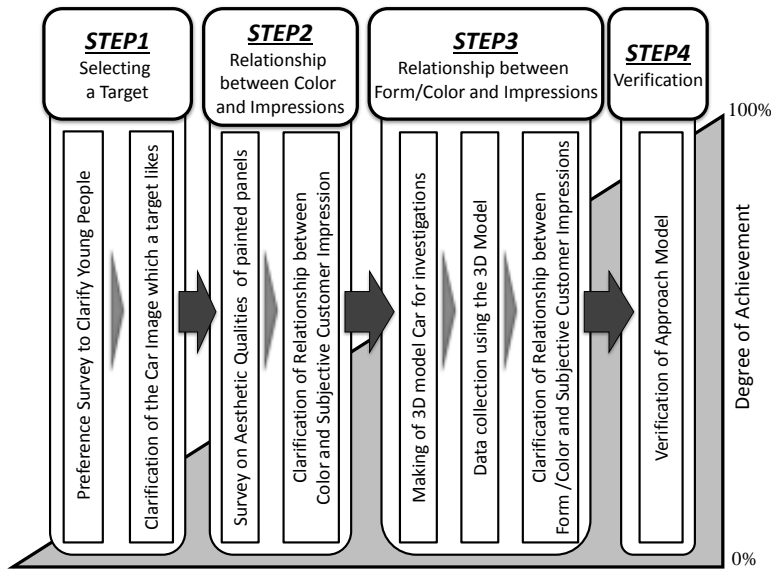 STEP1
Selecting
a Target
STEP2
Relationship
between Color
and Impressions
STEP3
Relationship between
Form/Color and Impressions
STEP4
Verification
100%
Preference Survey to Clarify Young People
Clarification of the Car Image which a target likes
Survey on Aesthetic Qualities of painted panels
Clarification of Relationship between
Color and Subjective Customer Impression
Making of 3D model Car for investigations
Data collection using the 3D Model
Clarification of Relationship between
Form /Color and Subjective Customer Impressions
Verification of Approach Model
Degree of Achievement
0%